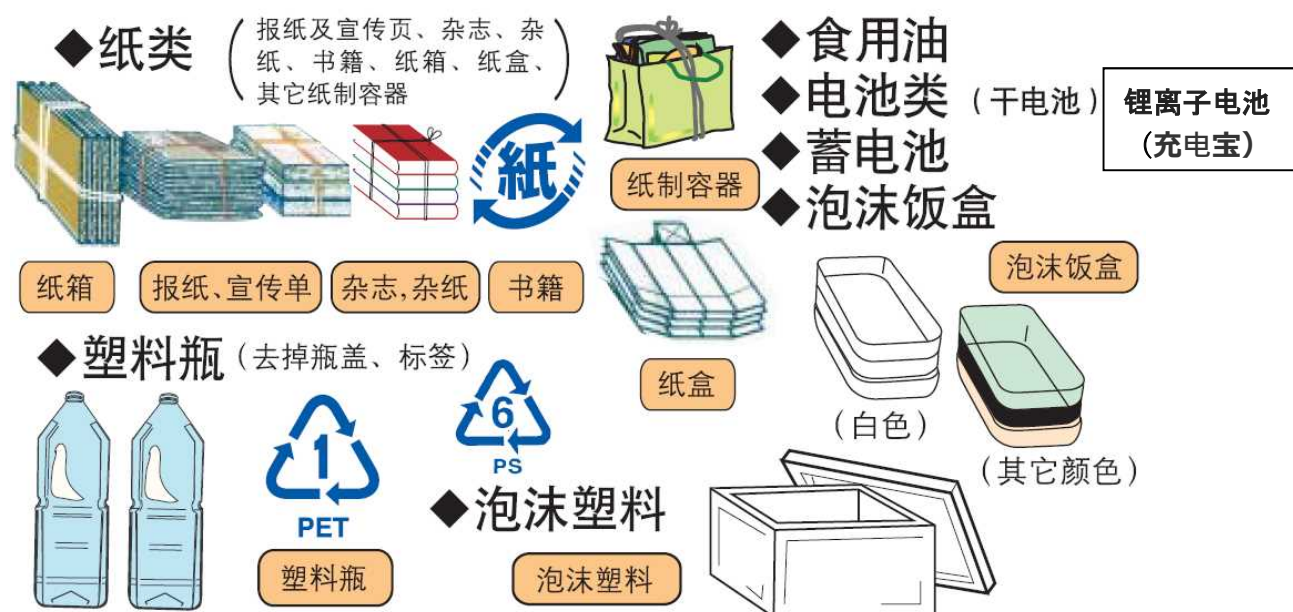 ◆纸类
报纸及宣传页、杂志、杂
纸、书籍、纸箱、纸盒、
其它纸制容器
紙
纸箱
报纸、宣传单
杂志,杂纸
书籍
纸制容器
纸盒
◆食用油
◆电池类（干电池）
锂离子电池
（充电宝）
◆蓄电池
◆泡沫饭盒
泡沫饭盒
（白色）
（其它颜色）
◆塑料瓶（去掉瓶盖、标签）
1
PET
塑料瓶
6
PS
◆泡沫塑料
泡沫塑料